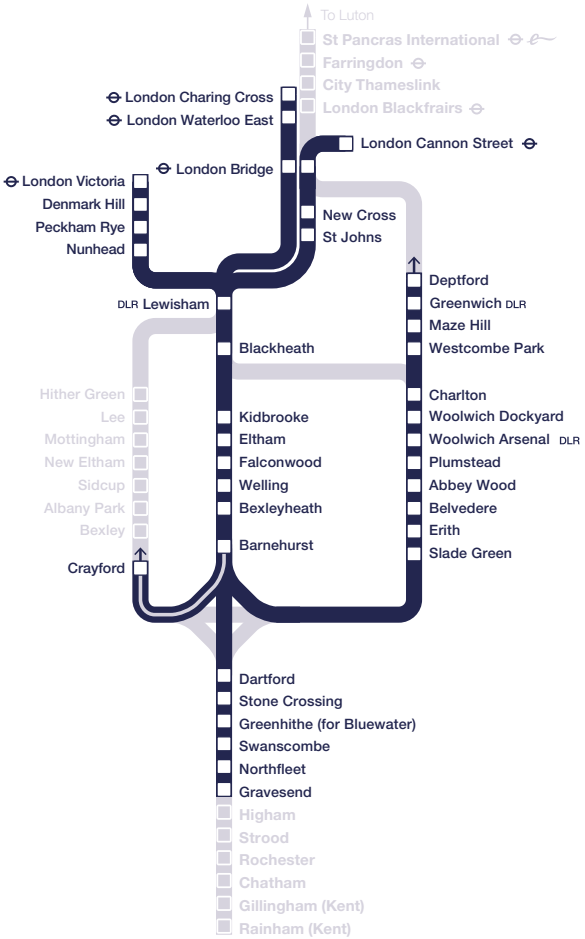 To Luton
St Pancras International
Farringdon
City Thameslink
London Blackfriars
London Charing Cross
London Waterloo East
London Cannon Street
London Bridge
London Victoria
Denmark Hill
Peckham Rye
Nunhead
New Cross
St Johns
DLR Lewisham
Blackheath
Deptford
Greenwich DLR
Maze Hill
Westcombe Park
Hither Green
Lee
Mottingham
New Eltham
Sidcup
Albany Park
Bexley
Crayford
Kidbrooke
Eltham
Falconwood
Welling
Bexleyheath
Barnehurst
Charlton
Woolwich Dockyard
Woolwich Arsenal DLR
Plumstead
Abbey Wood
Belvedere
Erith
Slade Green
Dartford
Stone Crossing
Greenhithe (for Bluewater)
Swanscombe
Northfleet
Gravesend
Higham
Strood
Rochester
Chatham
Gillingham (Kent)
Rainham (Kent)